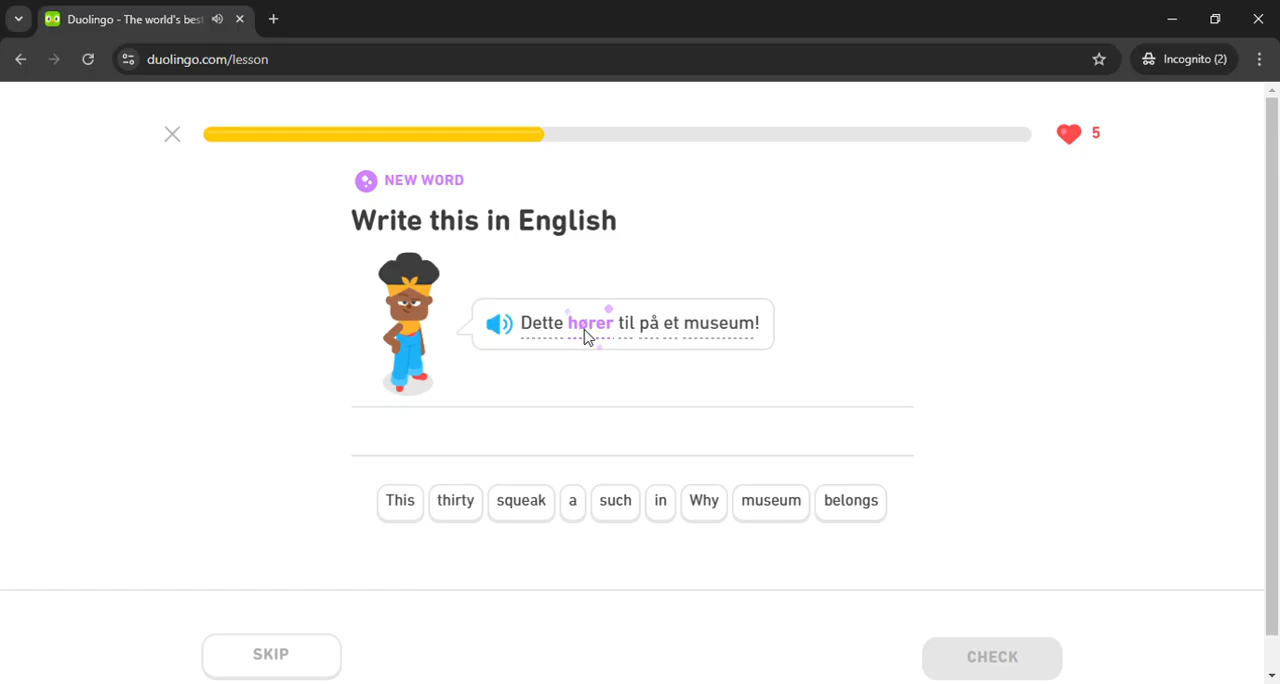 Duolingo - The world's bes
duolingo.com/lesson
Incognito (2)
5
NEW WORD
Write this in English
Dette hører til på et museum!
This thirty squeak a such in Why museum belongs
SKIP
CHECK